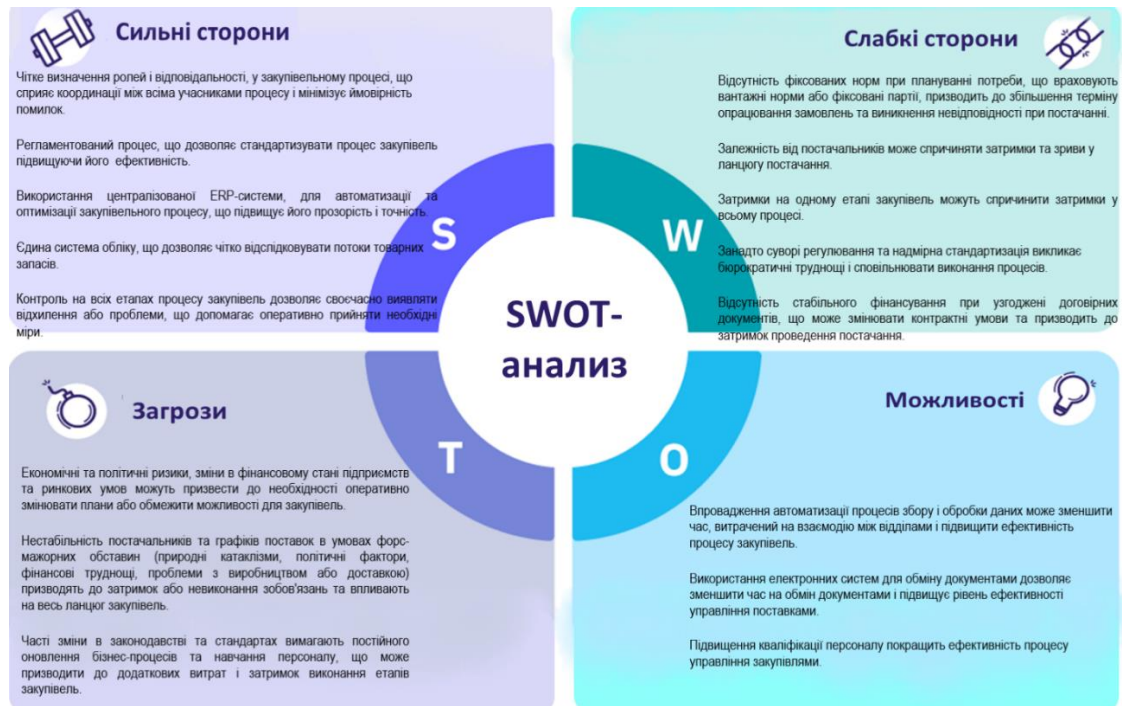 Сильні сторони
Чітке визначення ролей і відповідальності, у закупівельному процесі, що
сприяє координації між всіма учасниками процесу і мінімізує ймовірність
помилок.
Регламентований процес, що дозволяє стандартизувати процес закупівель
підвищуючи його ефективність.
Використання централізованої ERP-системи, для автоматизації та
оптимізації закупівельного процесу, що підвищує його прозорість і точність.
Єдина система обліку, що дозволяє чітко відслідковувати потоки товарних
запасів.
Контроль на всіх етапах процесу закупівель дозволяє своєчасно виявляти
відхилення або проблеми, що допомагає оперативно прийняти необхідні
міри.
Слабкі сторони
Відсутність фіксованих норм при плануванні потреби, що враховують
вантажні норми або фіксовані партії, призводить до збільшення терміну
опрацювання замовлень та виникнення невідповідності при постачанні.
Залежність від постачальників може спричиняти затримки та зриви у
ланцюгу постачання.
Затримки на одному етапі закупівель можуть спричинити затримки у
всьому процесі.
Занадто суворі регулювання та надмірна стандартизація викликає
бюрократичні труднощі і сповільнювати виконання процесів.
Відсутність стабільного фінансування при узгоджені договірних
документів, що може змінювати контрактні умови та призводить до
затримок проведення постачання.
S
W
SWOT-
анализ
T
O
Загрози
Економічні та політичні ризики, зміни в фінансовому стані підприємств
та ринкових умов можуть призвести до необхідності оперативно
змінювати плани або обмежити можливості для закупівель.
Нестабільність постачальників та графіків поставок в умовах форс-
мажорних обставин (природні катаклізми, політичні фактори,
фінансові труднощі, проблеми з виробництвом або доставкою)
призводять до затримок або невиконання зобов'язань та впливають
на весь ланцюг закупівель.
Часті зміни в законодавстві та стандартах вимагають постійного
оновлення бізнес-процесів та навчання персоналу, що може
призводити до додаткових витрат і затримок виконання етапів
закупівель.
Можливості
Впровадження автоматизації процесів збору і обробки даних може зменшити
час, витрачений на взаємодію між відділами і підвищити ефективність
процесу закупівель.
Використання електронних систем для обміну документами дозволяє
зменшити час на обмін документами і підвищує рівень ефективності
управління поставками.
Підвищення кваліфікації персоналу покращить ефективність процесу
управління закупівлями.